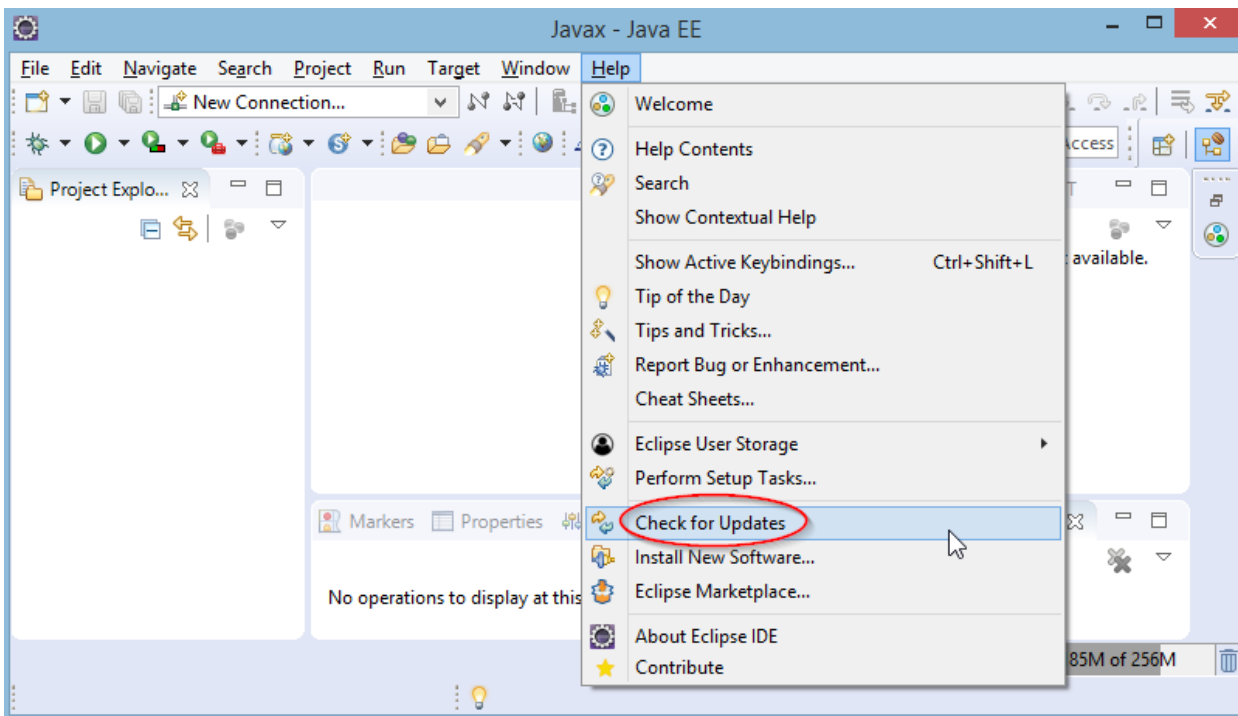 Javax - Java EE
File Edit Navigate Search Project Run Target Window Help
New Connection...
Access
Project Explo...
Welcome
Help Contents
Search
Show Contextual Help
Show Active Keybindings... Ctrl+Shift+L
available.
Tip of the Day
Tips and Tricks...
Report Bug or Enhancement...
Cheat Sheets...
Eclipse User Storage
Perform Setup Tasks...
Markers Properties
Check for Updates
Install New Software...
Eclipse Marketplace...
No operations to display at this
About Eclipse IDE
Contribute
85M of 256M